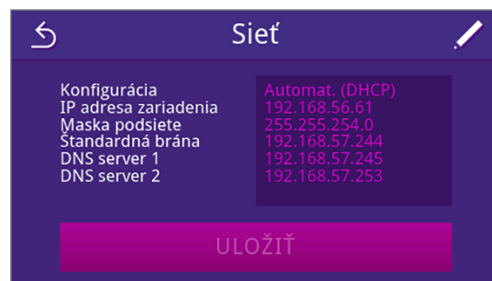 Sieť
Konfigurácia Automat. (DHCP)
IP adresa zariadenia 192.168.56.61
Maska podsiete 255.255.254.0
Štandardná brána 192.168.57.244
DNS server 1 192.168.57.245
DNS server 2 192.168.57.253
ULOŽIŤ